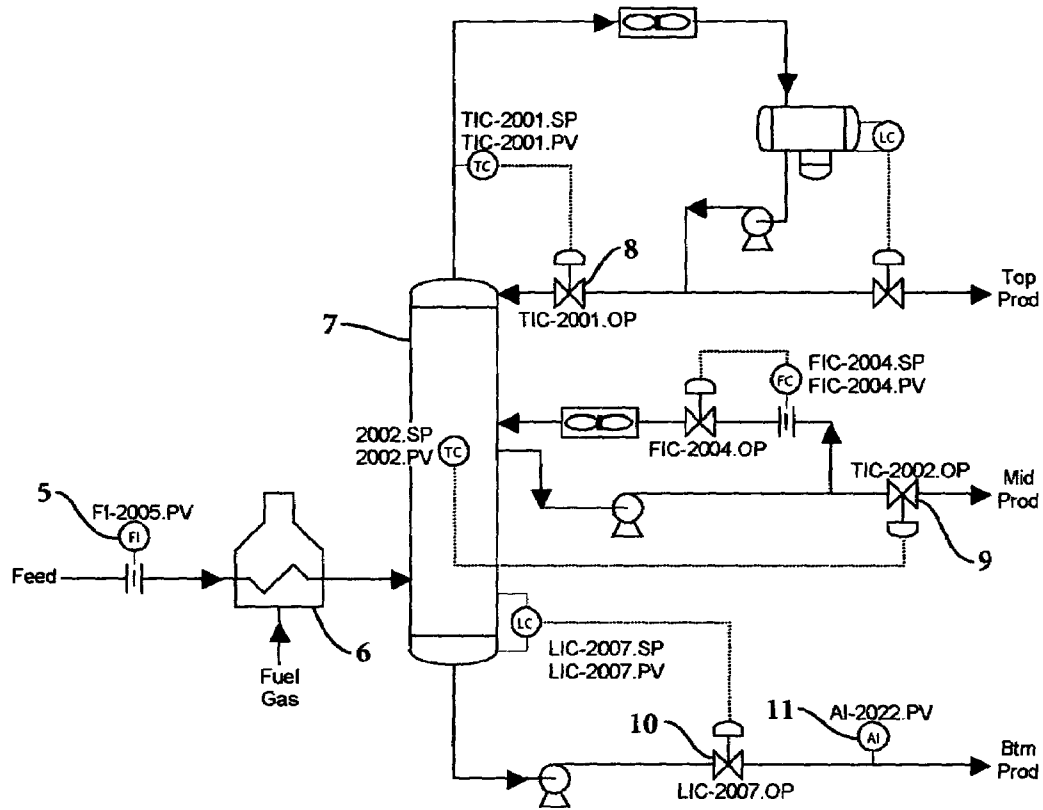 TIC-2001.SP
TIC-2001.PV
TC
LC
8
Top
Prod
TIC-2001.OP
7
FIC-2004.SP
FIC-2004.PV
FC
2002.SP
2002.PV
TC
FIC-2004.OP
TIC-2002.OP
Mid
Prod
5
FI-2005.PV
FI
9
Feed
6
Fuel
Gas
LC
LIC-2007.SP
LIC-2007.PV
10
11
AI-2022.PV
AI
LIC-2007.OP
Btm
Prod